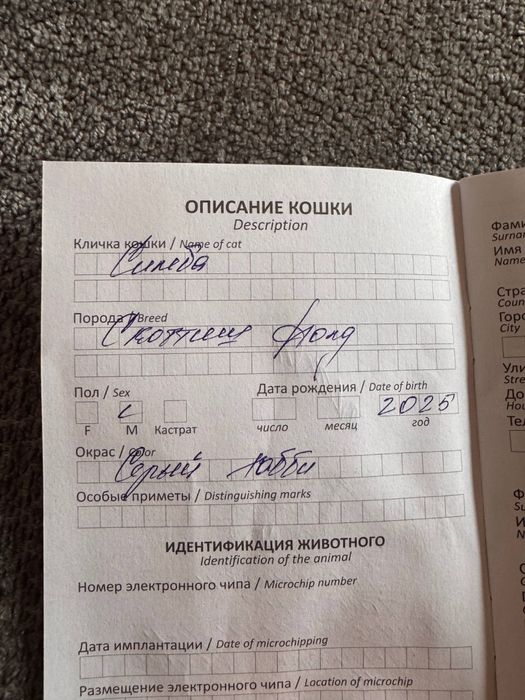 ОПИСАНИЕ КОШКИ
Description
Кличка кошки / Name of cat
Симба
Порода / Breed
Скоттиш фолд
Пол / Sex
Дата рождения / Date of birth
2025
F M Кастрат
число месяц год
Окрас / Color
Серый табби
Особые приметы / Distinguishing marks
ИДЕНТИФИКАЦИЯ ЖИВОТНОГО
Identification of the animal
Номер электронного чипа / Microchip number
Дата имплантации / Date of microchipping
Размещение электронного чипа / Location of microchip